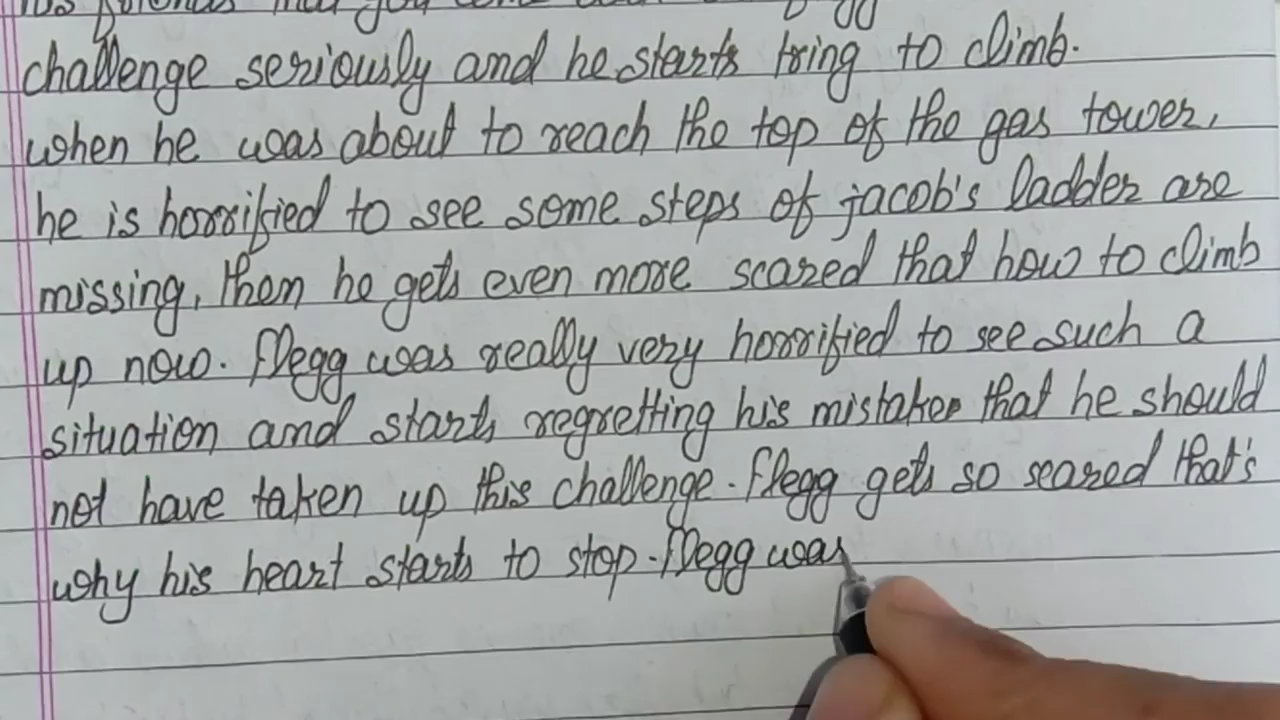 friends that you
challenge seriously and he starts tring to climb.
when he was about to reach the top of the gas tower,
he is horrified to see some steps of jacob's ladder are
missing, then he gets even more scared that how to climb
up now. Flegg was really very horrified to see such a
situation and starts regretting his mistakes that he should
not have taken up this challenge. Flegg gets so scared that's
why his heart starts to stop. Flegg was